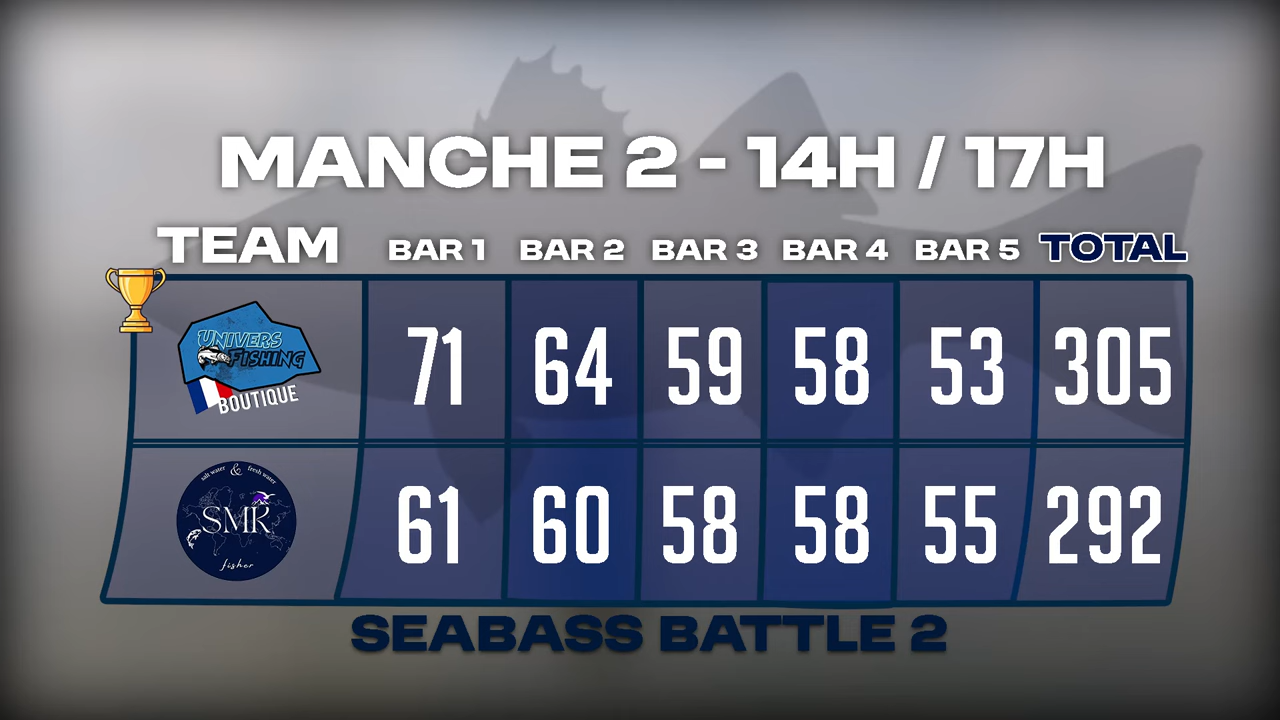 MANCHE 2 - 14H / 17H
TEAM BAR 1 BAR 2 BAR 3 BAR 4 BAR 5 TOTAL
UNIVERS
FISHING
BOUTIQUE
71 64 59 58 53 305
salt water & fresh water
SMR
fisher
61 60 58 58 55 292
SEABASS BATTLE 2